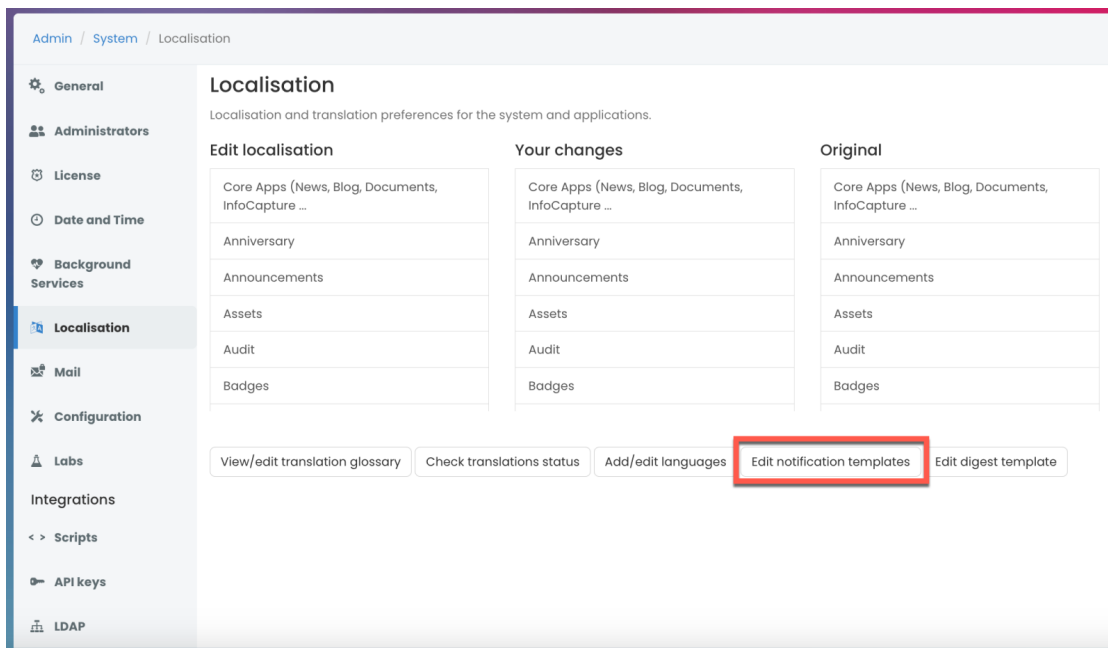 Admin / System / Localisation
General
Administrators
License
Date and Time
Background
Services
Localisation
Mail
Configuration
Labs
Integrations
Scripts
API keys
LDAP
Localisation
Localisation and translation preferences for the system and applications.
Edit localisation
Core Apps (News, Blog, Documents,
InfoCapture ...
Anniversary
Announcements
Assets
Audit
Badges
Your changes
Core Apps (News, Blog, Documents,
InfoCapture ...
Anniversary
Announcements
Assets
Audit
Badges
Original
Core Apps (News, Blog, Documents,
InfoCapture ...
Anniversary
Announcements
Assets
Audit
Badges
View/edit translation glossary
Check translations status
Add/edit languages
Edit notification templates
Edit digest template